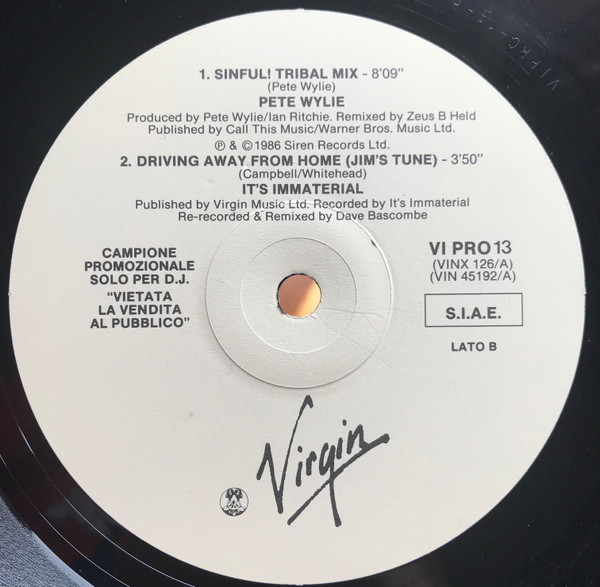 1. SINFUL! TRIBAL MIX - 8'09"
(Pete Wylie)
PETE WYLIE
Produced by Pete Wylie/Ian Ritchie. Remixed by Zeus B Held
Published by Call This Music/Warner Bros. Music Ltd.
℗ & © 1986 Siren Records Ltd.
2. DRIVING AWAY FROM HOME (JIM'S TUNE) - 3'50"
(Campbell/Whitehead)
IT'S IMMATERIAL
Published by Virgin Music Ltd. Recorded by It's Immaterial
Re-recorded & Remixed by Dave Bascombe
CAMPIONE
PROMOZIONALE
SOLO PER D.J.
"VIETATA
LA VENDITA
AL PUBBLICO"
VI PRO 13
(VINX 126/A)
(VIN 45192/A)
S.I.A.E.
LATO B
Virgin